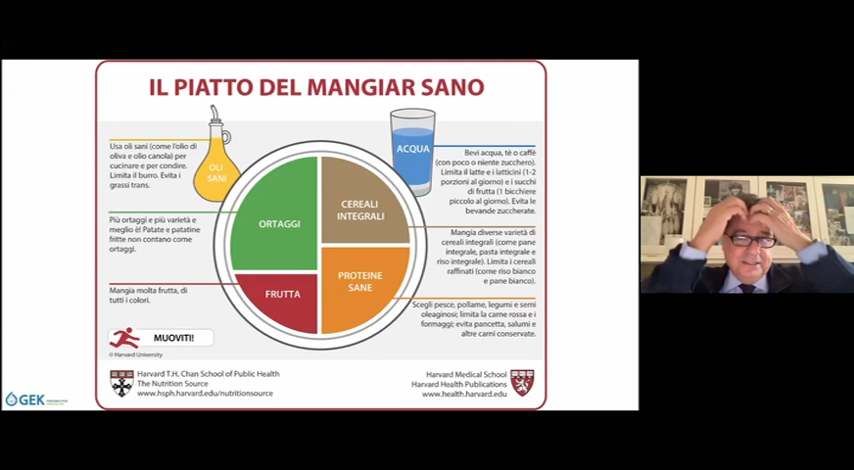 IL PIATTO DEL MANGIAR SANO
Usa oli sani (come l'olio di
oliva e olio canola) per
cucinare e per condire.
Limita il burro. Evita i
grassi trans.
OLI
SANI
Più ortaggi e più varietà e
meglio è! Patate e patatine
fritte non contano come
ortaggi.
Mangia molta frutta, di
tutti i colori.
ORTAGGI
CEREALI
INTEGRALI
FRUTTA
PROTEINE
SANE
ACQUA
Bevi acqua, tè o caffè
(con poco o niente zucchero).
Limita il latte e i latticini (1-2
porzioni al giorno) e i succhi
di frutta (1 bicchiere
piccolo al giorno). Evita le
bevande zuccherate.
Mangia diverse varietà di
cereali integrali (come pane
integrale, pasta integrale e
riso integrale). Limita i cereali
raffinati (come riso bianco
e pane bianco).
Scegli pesce, pollame, legumi e semi
oleaginosi; limita la carne rossa e i
formaggi; evita pancetta, salumi e
altre carni conservate.
MUOVITI!
© Harvard University
Harvard T.H. Chan School of Public Health
The Nutrition Source
www.hsph.harvard.edu/nutritionsource
Harvard Medical School
Harvard Health Publications
www.health.harvard.edu
GEK